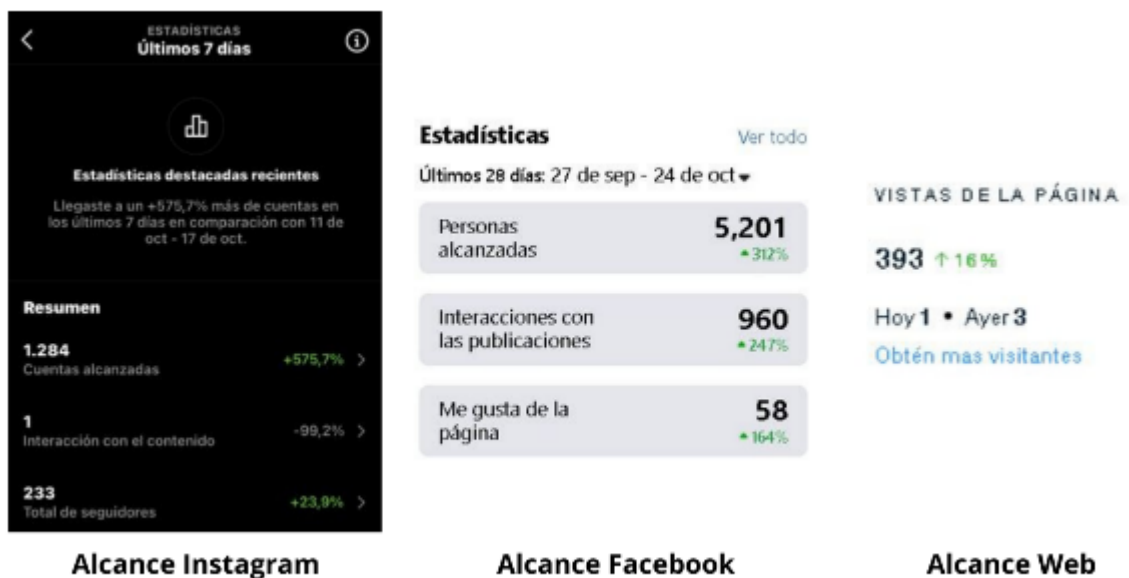 ESTADÍSTICAS
Últimos 7 días
Estadísticas destacadas recientes
Llegaste a un +575,7% más de cuentas en
los últimos 7 días en comparación con 11 de
oct - 17 de oct.
Resumen
1.284
Cuentas alcanzadas
+575,7%
1
Interacción con el contenido
-99,2%
233
Total de seguidores
+23,9%
Alcance Instagram
Estadísticas
Ver todo
Últimos 28 días: 27 de sep - 24 de oct
Personas
alcanzadas
5,201
312%
Interacciones con
las publicaciones
960
247%
Me gusta de la
página
58
164%
Alcance Facebook
VISTAS DE LA PÁGINA
393 ↑ 16%
Hoy 1 • Ayer 3
Obtén mas visitantes
Alcance Web